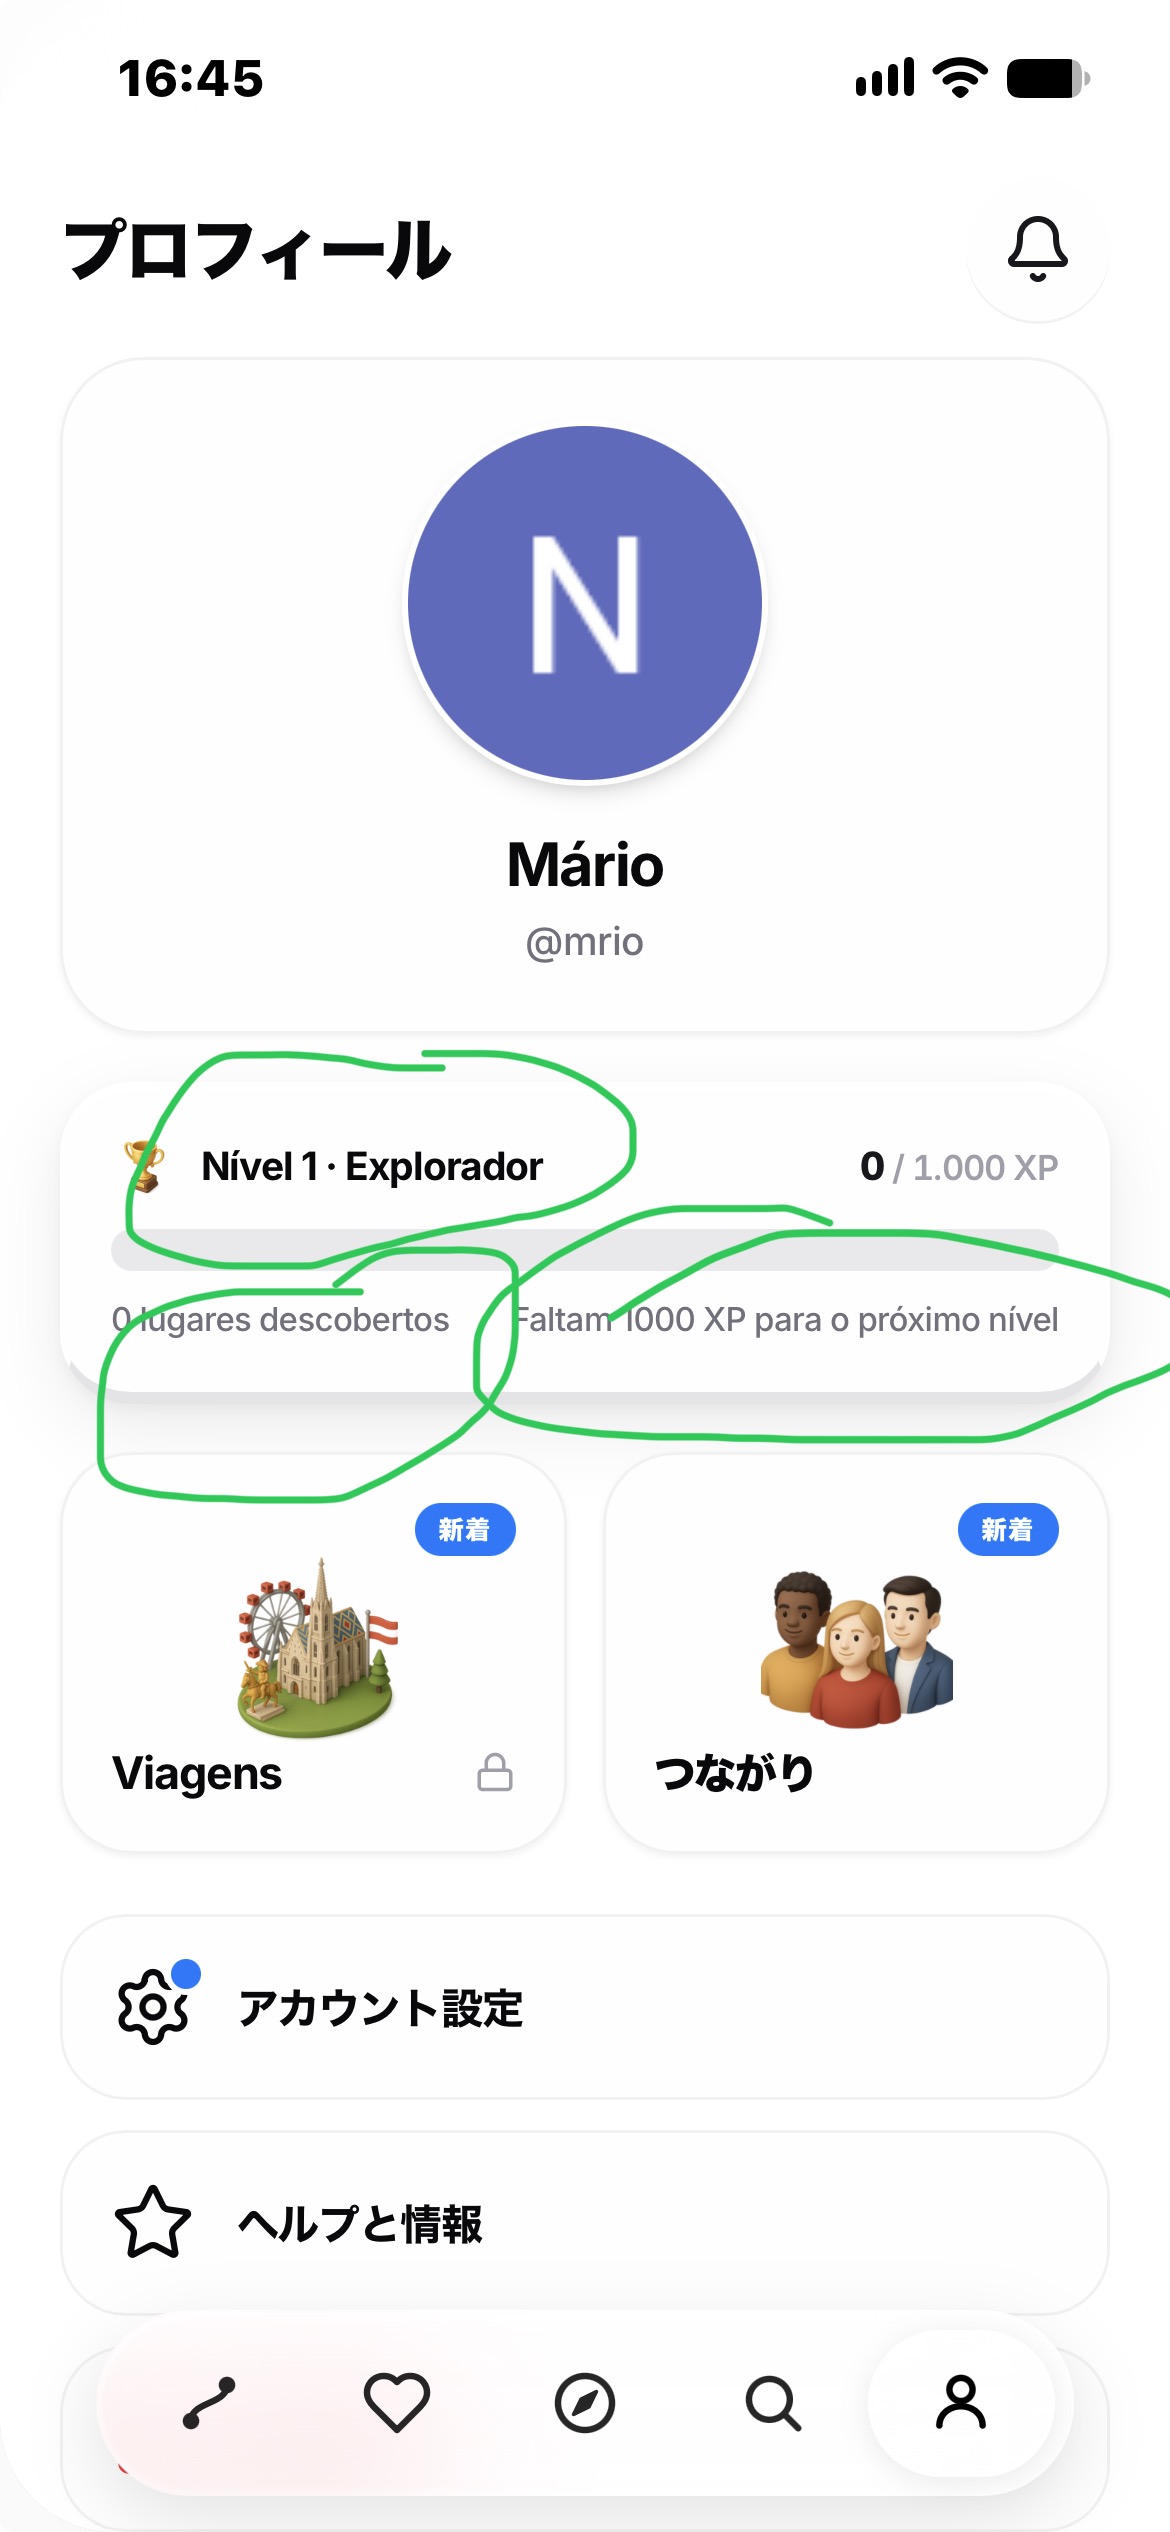 16:45
プロフィール
N
Mário
@mrio
Nível 1 · Explorador
0 / 1.000 XP
0 lugares descobertos
Faltam 1000 XP para o próximo nível
新着
新着
Viagens
つながり
アカウント設定
ヘルプと情報